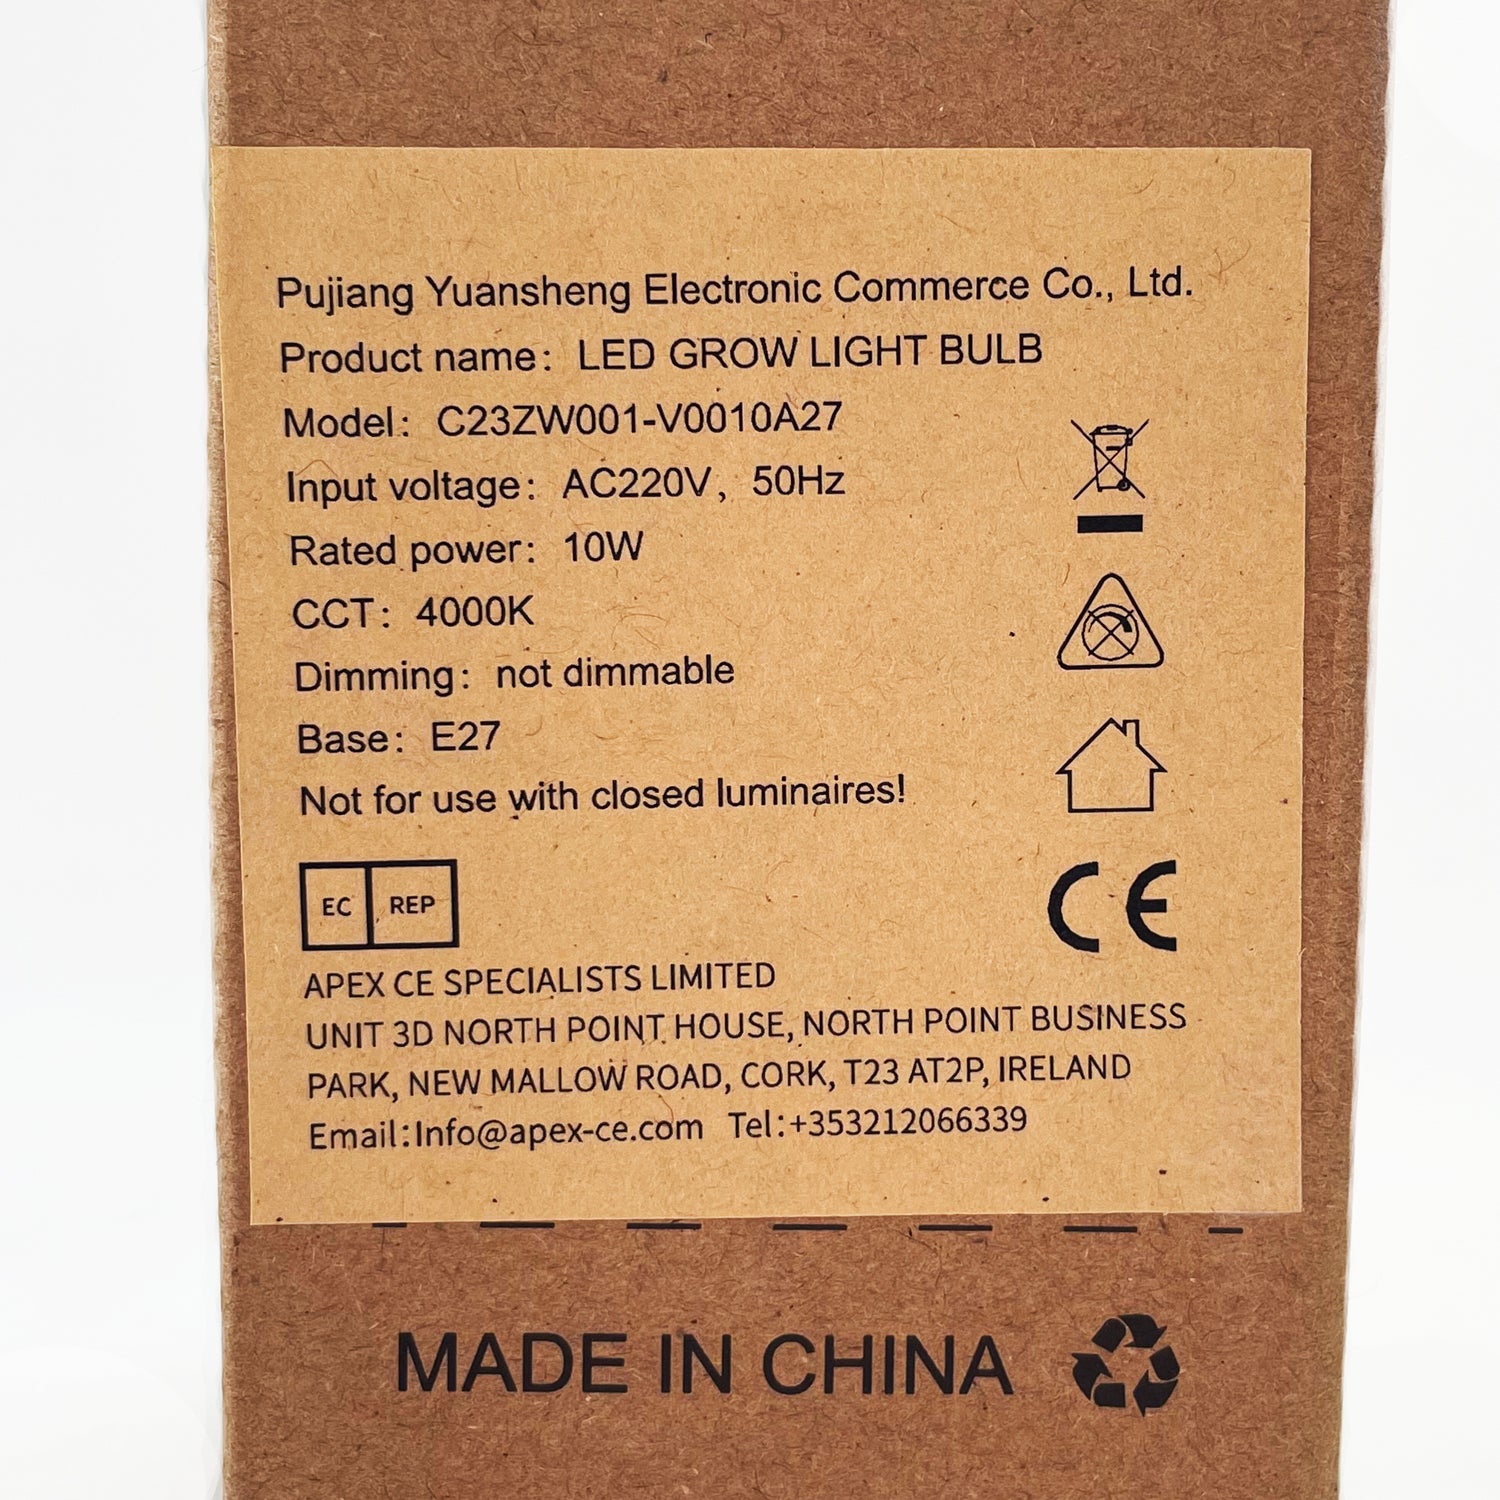 Pujiang Yuansheng Electronic Commerce Co., Ltd.
Product name: LED GROW LIGHT BULB
Model: C23ZW001-V0010A27
Input voltage: AC220V, 50Hz
Rated power: 10W
CCT: 4000K
Dimming: not dimmable
Base: E27
Not for use with closed luminaires!
EC REP
CE
APEX CE SPECIALISTS LIMITED
UNIT 3D NORTH POINT HOUSE, NORTH POINT BUSINESS
PARK, NEW MALLOW ROAD, CORK, T23 AT2P, IRELAND
Email:Info@apex-ce.com Tel:+353212066339
MADE IN CHINA